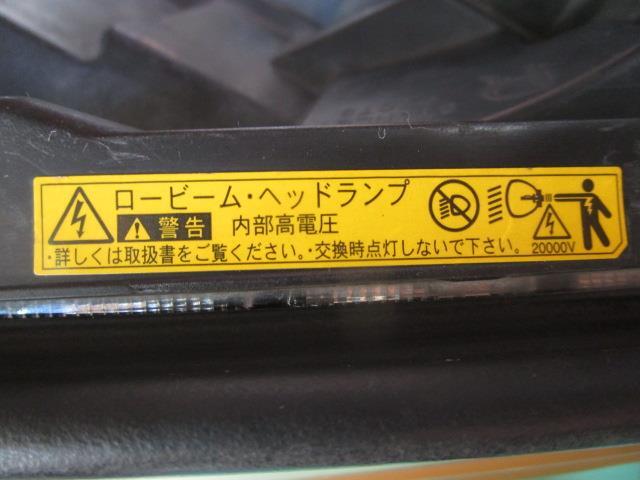 ロービーム・ヘッドランプ
警告 内部高電圧
・詳しくは取扱書をご覧ください。・交換時点灯しないで下さい。
20000V